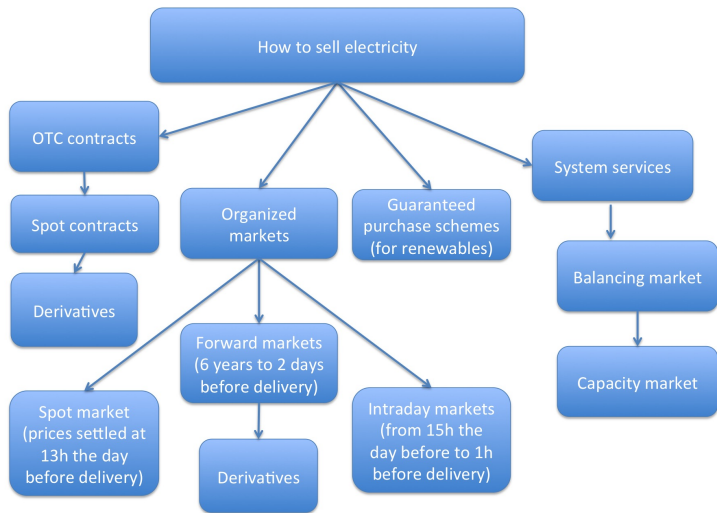 How to sell electricity
OTC contracts
System services
Organized
markets
Guaranteed
purchase schemes
(for renewables)
Spot contracts
Balancing market
Derivatives
Forward markets
(6 years to 2 days
before delivery)
Capacity market
Spot market
(prices settled at
13h the day
before delivery)
Intraday markets
(from 15h the
day before to 1h
before delivery)
Derivatives